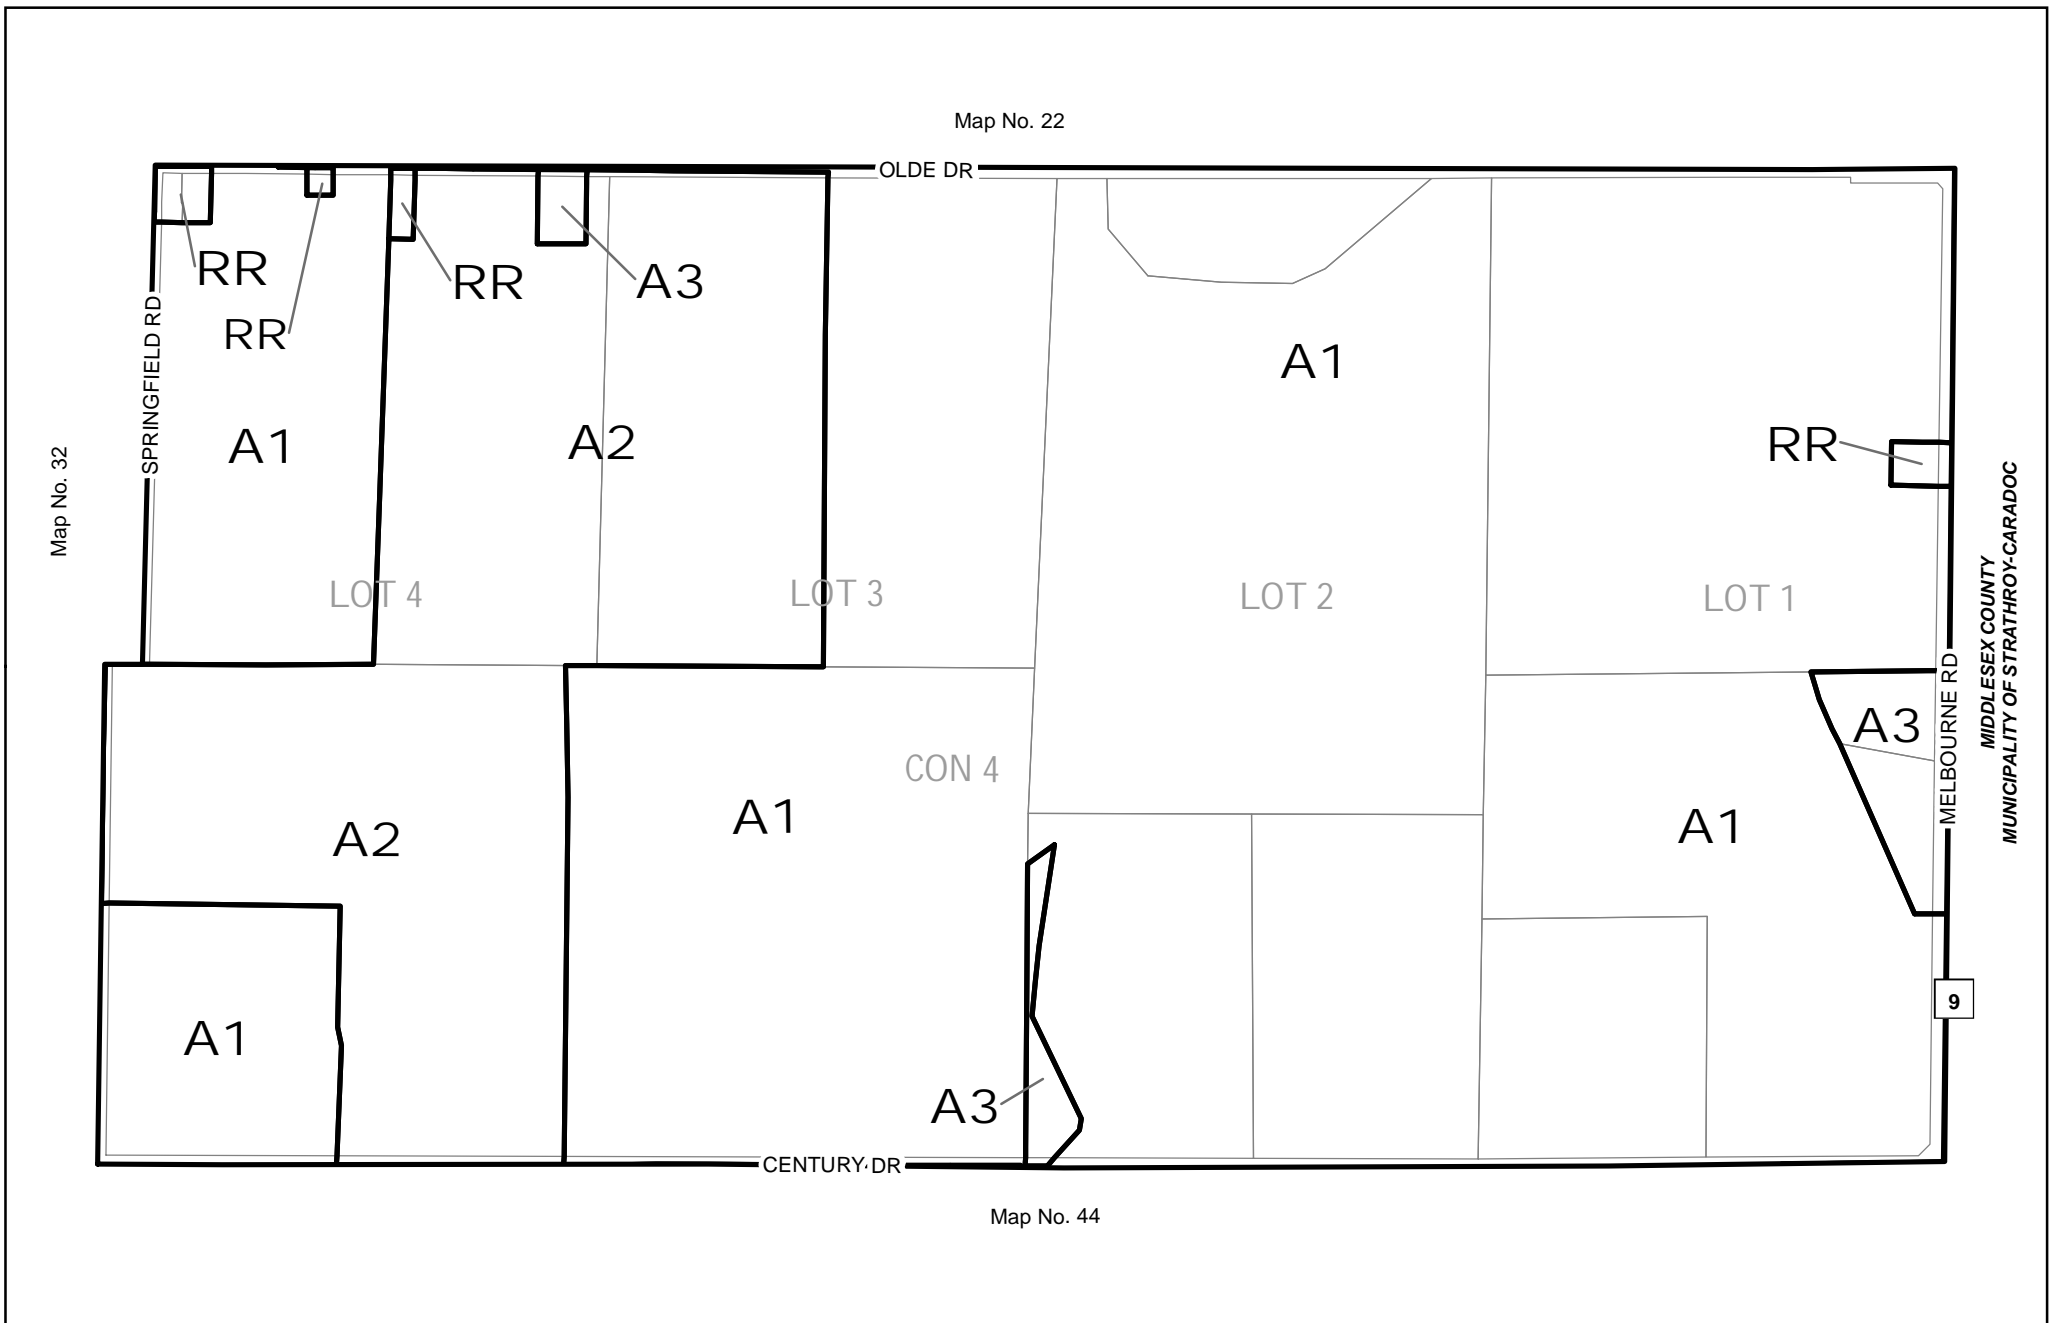 Map No. 22
OLDE DR
RR
RR
RR
A3
SPRINGFIELD RD
Map No. 32
A1
A2
A1
RR
LOT 4
LOT 3
LOT 2
LOT 1
MIDDLESEX COUNTY
MUNICIPALITY OF STRATHROY-CARADOC
MELBOURNE RD
A3
CON 4
A2
A1
A1
A1
A3
9
CENTURY DR
Map No. 44